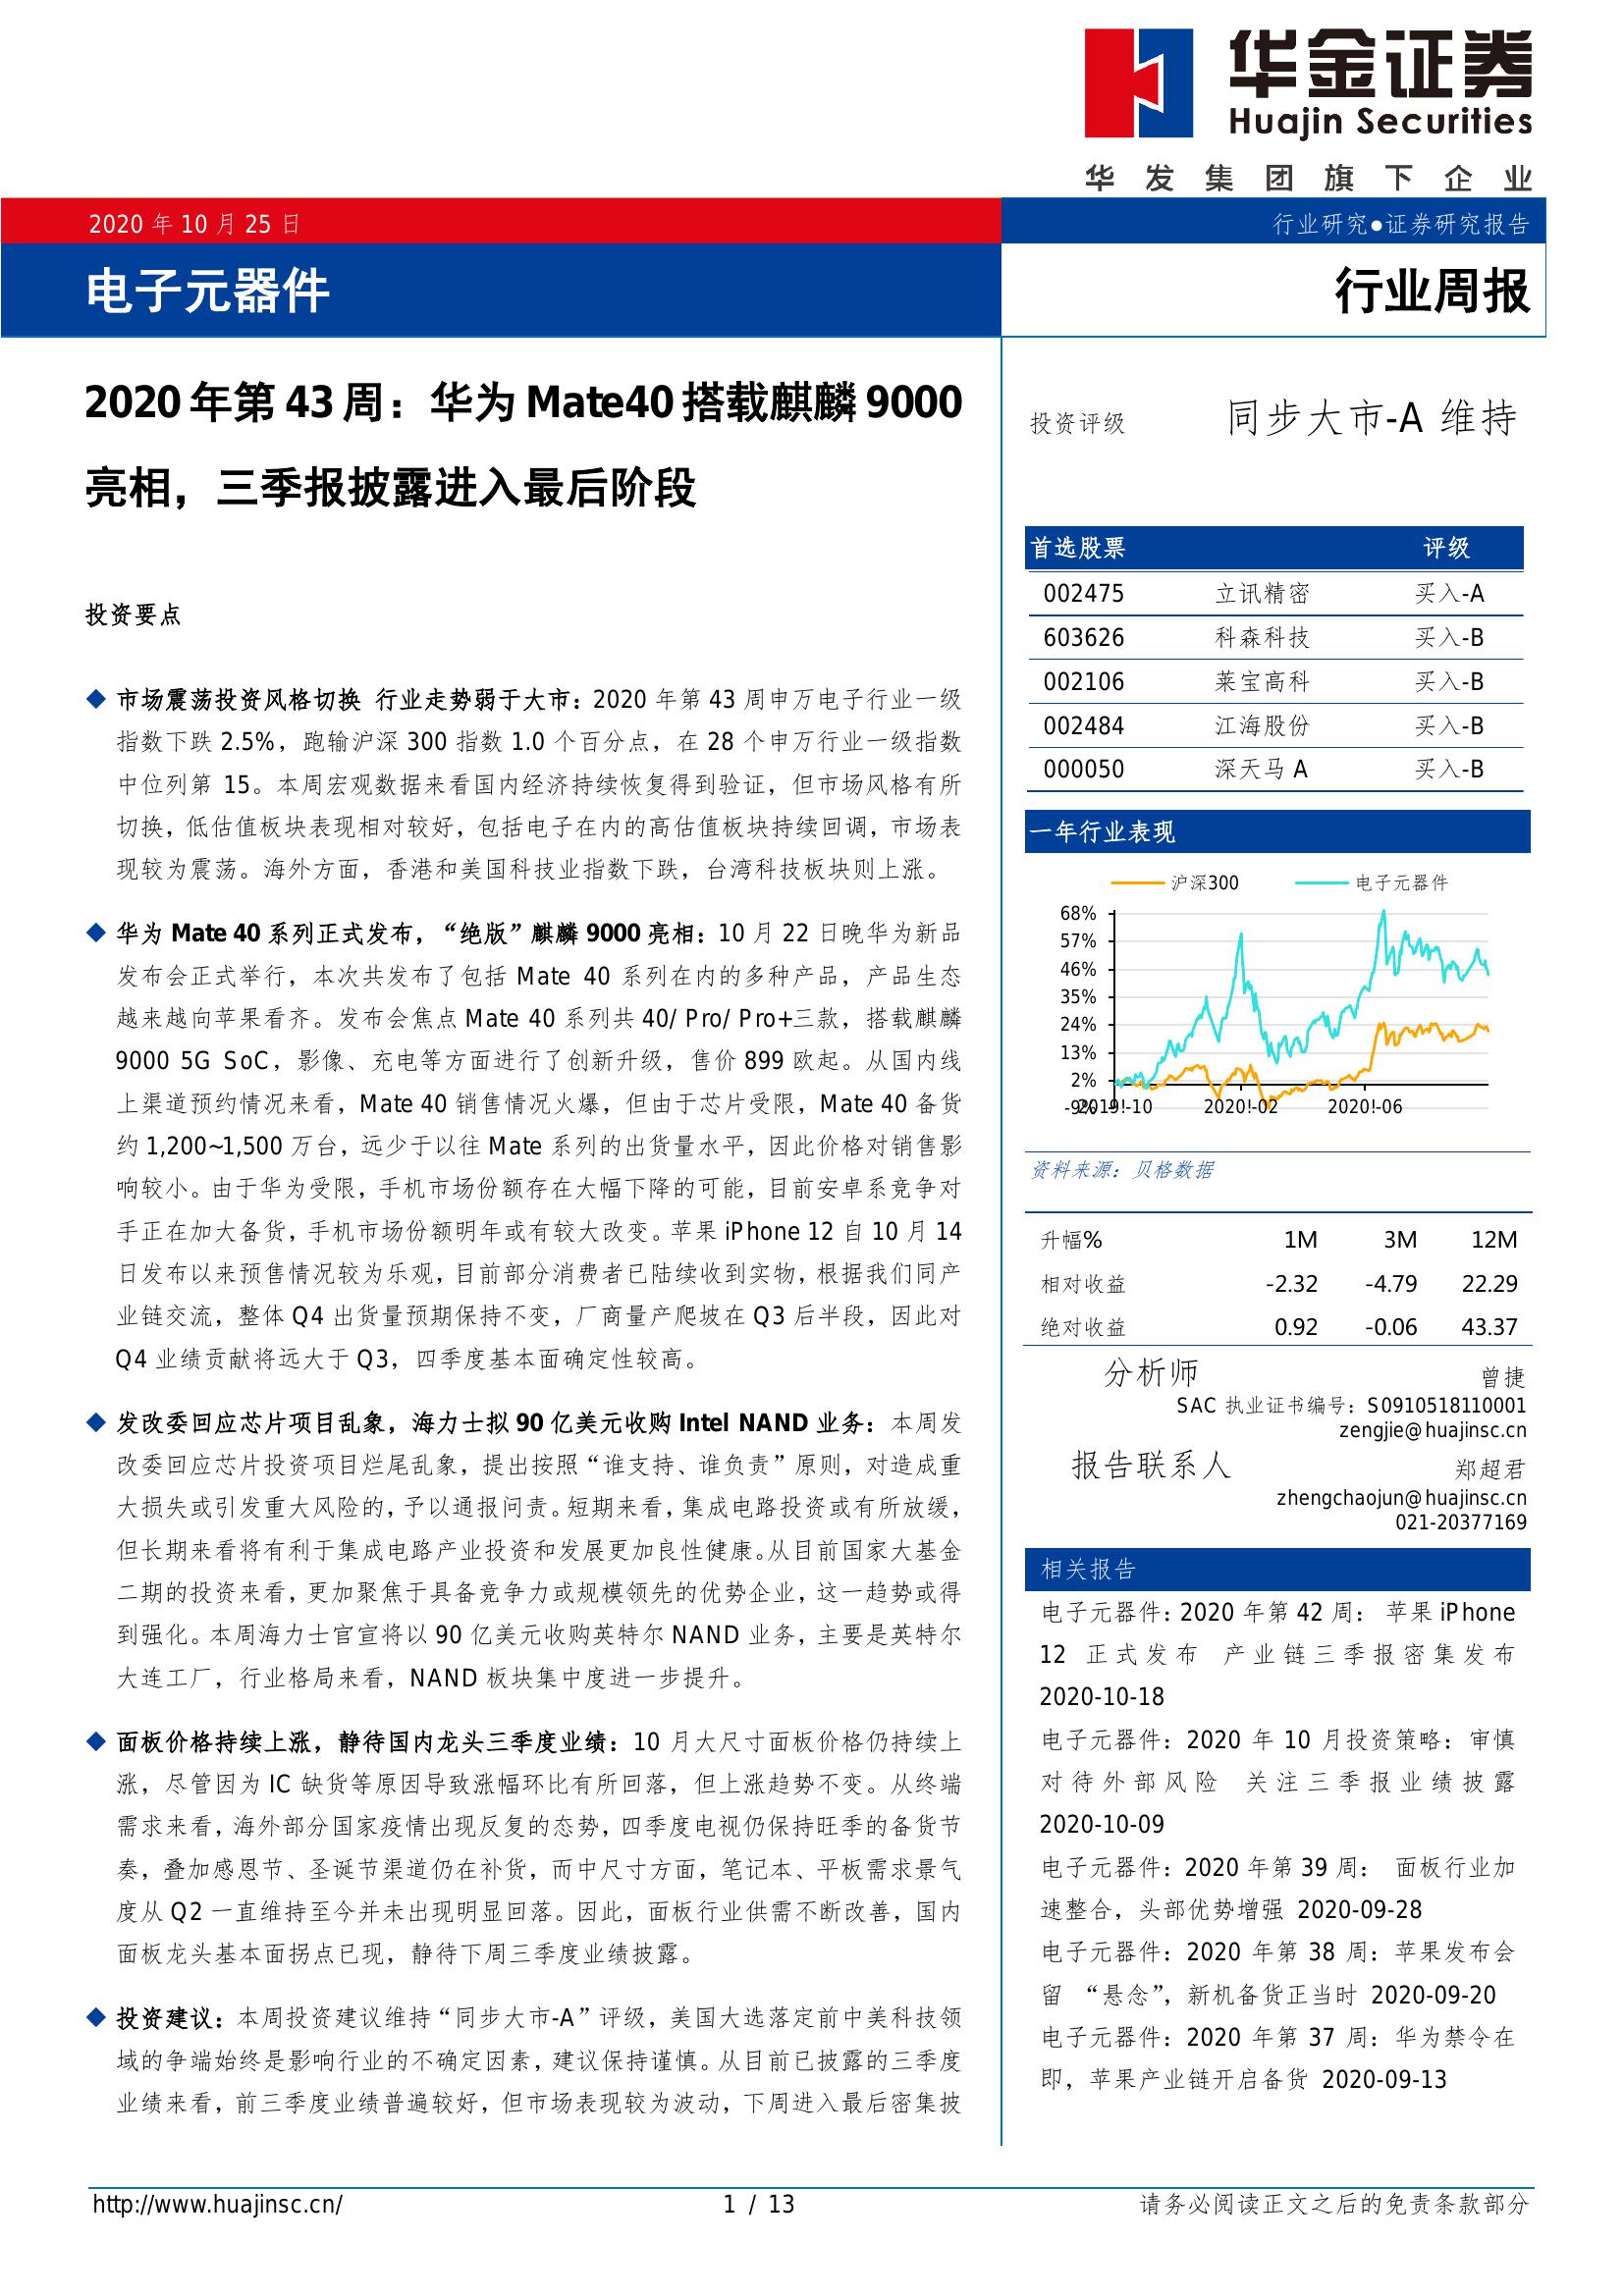 华金证券
Huajin Securities
华发集团旗下企业
2020 年 10 月 25 日
行业研究●证券研究报告
电子元器件
行业周报
2020 年第 43 周：华为 Mate40 搭载麒麟 9000
亮相，三季报披露进入最后阶段
投资要点
◆ 市场震荡投资风格切换 行业走势弱于大市：2020 年第 43 周申万电子行业一级
指数下跌 2.5%，跑输沪深 300 指数 1.0 个百分点，在 28 个申万行业一级指数
中位列第 15。本周宏观数据来看国内经济持续恢复得到验证，但市场风格有所
切换，低估值板块表现相对较好，包括电子在内的高估值板块持续回调，市场表
现较为震荡。海外方面，香港和美国科技业指数下跌，台湾科技板块则上涨。
◆ 华为 Mate 40 系列正式发布，“绝版”麒麟 9000 亮相：10 月 22 日晚华为新品
发布会正式举行，本次共发布了包括 Mate 40 系列在内的多种产品，产品生态
越来越向苹果看齐。发布会焦点 Mate 40 系列共 40/ Pro/ Pro+三款，搭载麒麟
9000 5G SoC，影像、充电等方面进行了创新升级，售价 899 欧起。从国内线
上渠道预约情况来看，Mate 40 销售情况火爆，但由于芯片受限，Mate 40 备货
约 1,200~1,500 万台，远少于以往 Mate 系列的出货量水平，因此价格对销售影
响较小。由于华为受限，手机市场份额存在大幅下降的可能，目前安卓系竞争对
手正在加大备货，手机市场份额明年或有较大改变。苹果 iPhone 12 自 10 月 14
日发布以来预售情况较为乐观，目前部分消费者已陆续收到实物，根据我们同产
业链交流，整体 Q4 出货量预期保持不变，厂商量产爬坡在 Q3 后半段，因此对
Q4 业绩贡献将远大于 Q3，四季度基本面确定性较高。
◆ 发改委回应芯片项目乱象，海力士拟 90 亿美元收购 Intel NAND 业务：本周发
改委回应芯片投资项目烂尾乱象，提出按照“谁支持、谁负责”原则，对造成重
大损失或引发重大风险的，予以通报问责。短期来看，集成电路投资或有所放缓，
但长期来看将有利于集成电路产业投资和发展更加良性健康。从目前国家大基金
二期的投资来看，更加聚焦于具备竞争力或规模领先的优势企业，这一趋势或得
到强化。本周海力士官宣将以 90 亿美元收购英特尔 NAND 业务，主要是英特尔
大连工厂，行业格局来看，NAND 板块集中度进一步提升。
◆ 面板价格持续上涨，静待国内龙头三季度业绩：10 月大尺寸面板价格仍持续上
涨，尽管因为 IC 缺货等原因导致涨幅环比有所回落，但上涨趋势不变。从终端
需求来看，海外部分国家疫情出现反复的态势，四季度电视仍保持旺季的备货节
奏，叠加感恩节、圣诞节渠道仍在补货，而中尺寸方面，笔记本、平板需求景气
度从 Q2 一直维持至今并未出现明显回落。因此，面板行业供需不断改善，国内
面板龙头基本面拐点已现，静待下周三季度业绩披露。
◆ 投资建议：本周投资建议维持“同步大市-A”评级，美国大选落定前中美科技领
域的争端始终是影响行业的不确定因素，建议保持谨慎。从目前已披露的三季度
业绩来看，前三季度业绩普遍较好，但市场表现较为波动，下周进入最后密集披
投资评级 同步大市-A 维持
首选股票 评级
002475 立讯精密 买入-A
603626 科森科技 买入-B
002106 莱宝高科 买入-B
002484 江海股份 买入-B
000050 深天马 A 买入-B
一年行业表现
沪深300 电子元器件
68%
57%
46%
35%
24%
13%
2%
-9%
2019!-10 2020!-02 2020!-06
资料来源：贝格数据
升幅% 1M 3M 12M
相对收益 -2.32 -4.79 22.29
绝对收益 0.92 -0.06 43.37
分析师 曾捷
SAC 执业证书编号：S0910518110001
zengjie@huajinsc.cn
报告联系人 郑超君
zhengchaojun@huajinsc.cn
021-20377169
相关报告
电子元器件：2020 年第 42 周： 苹果 iPhone
12 正式发布 产业链三季报密集发布
2020-10-18
电子元器件：2020 年 10 月投资策略：审慎
对待外部风险 关注三季报业绩披露
2020-10-09
电子元器件：2020 年第 39 周： 面板行业加
速整合，头部优势增强 2020-09-28
电子元器件：2020 年第 38 周：苹果发布会
留 “悬念”，新机备货正当时 2020-09-20
电子元器件：2020 年第 37 周：华为禁令在
即，苹果产业链开启备货 2020-09-13
http://www.huajinsc.cn/ 1 / 13 请务必阅读正文之后的免责条款部分